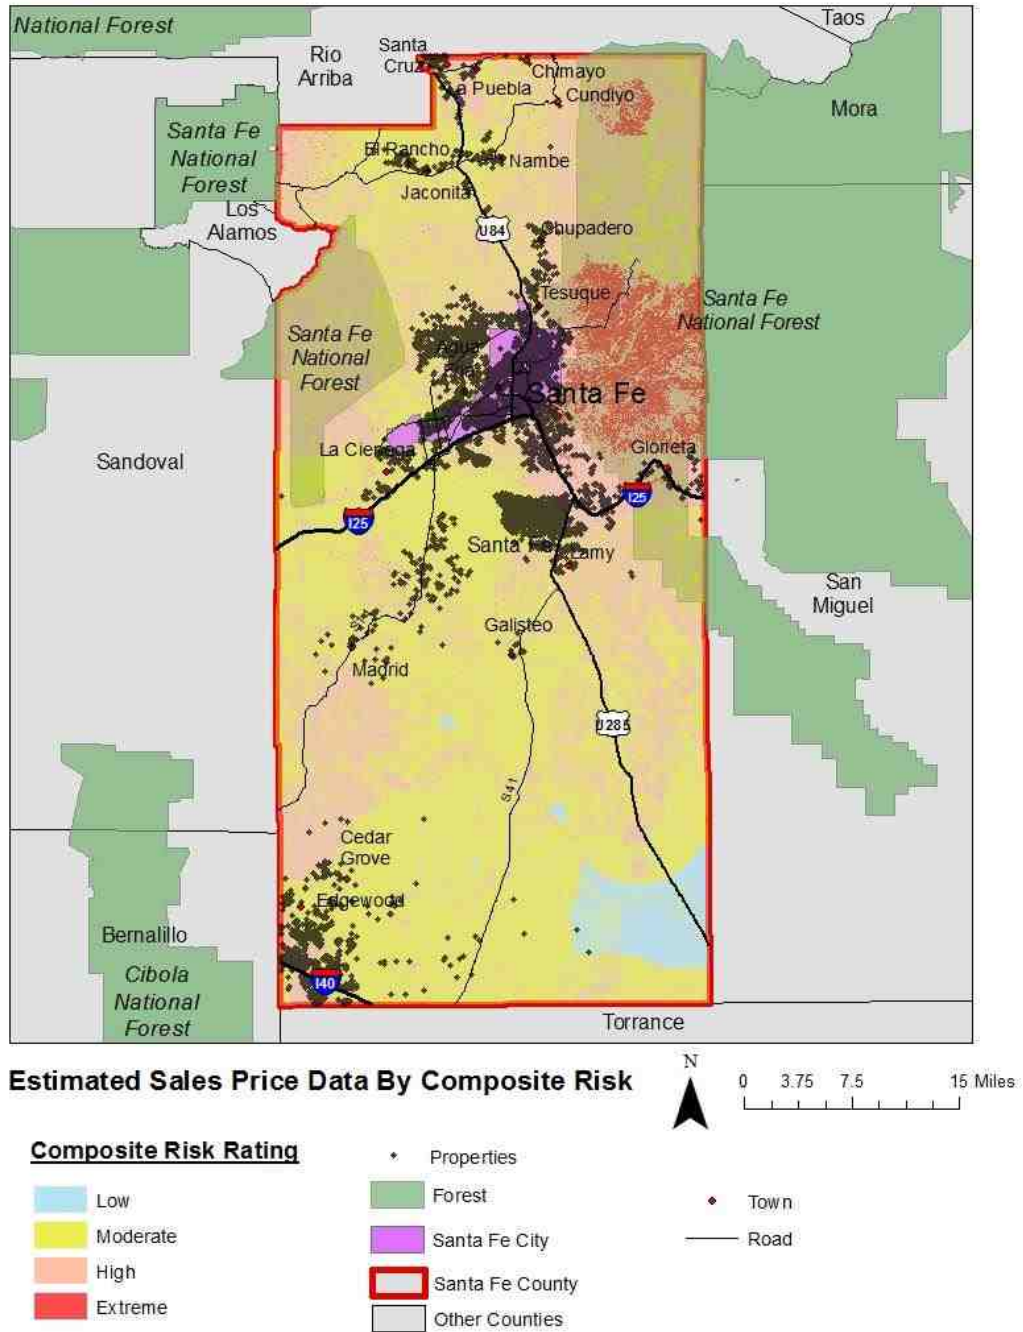 National Forest
Taos
Rio
Arriba
Santa
Cruz
La Puebla
Chimayo
Cundiyo
Mora
Santa Fe
National
Forest
El Rancho
Nambe
Jaconita
Los
Alamos
U84
Chupadero
Tesuque
Santa Fe
National Forest
Santa Fe
National
Forest
Agua
Fria
Santa Fe
La Cienega
Glorieta
Sandoval
I25
I25
Santa Fe
Lamy
San
Miguel
Galisteo
Madrid
U285
S41
Cedar
Grove
Edgewood
Bernalillo
Cibola
National
Forest
I40
Torrance
Estimated Sales Price Data By Composite Risk
N
0 3.75 7.5 15 Miles
Composite Risk Rating
Low
Moderate
High
Extreme
Properties
Forest
Santa Fe City
Santa Fe County
Other Counties
Town
Road